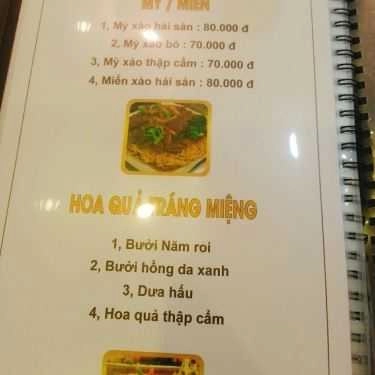 MỲ / MIẾN
1, Mỳ xào hải sản : 80.000 đ
2, Mỳ xào bò : 70.000 đ
3, Mỳ xào thập cẩm : 70.000 đ
4, Miến xào hải sản : 80.000 đ
HOA QUẢ TRÁNG MIỆNG
1, Bưởi Năm roi
2, Bưởi hồng da xanh
3, Dưa hấu
4, Hoa quả thập cẩm